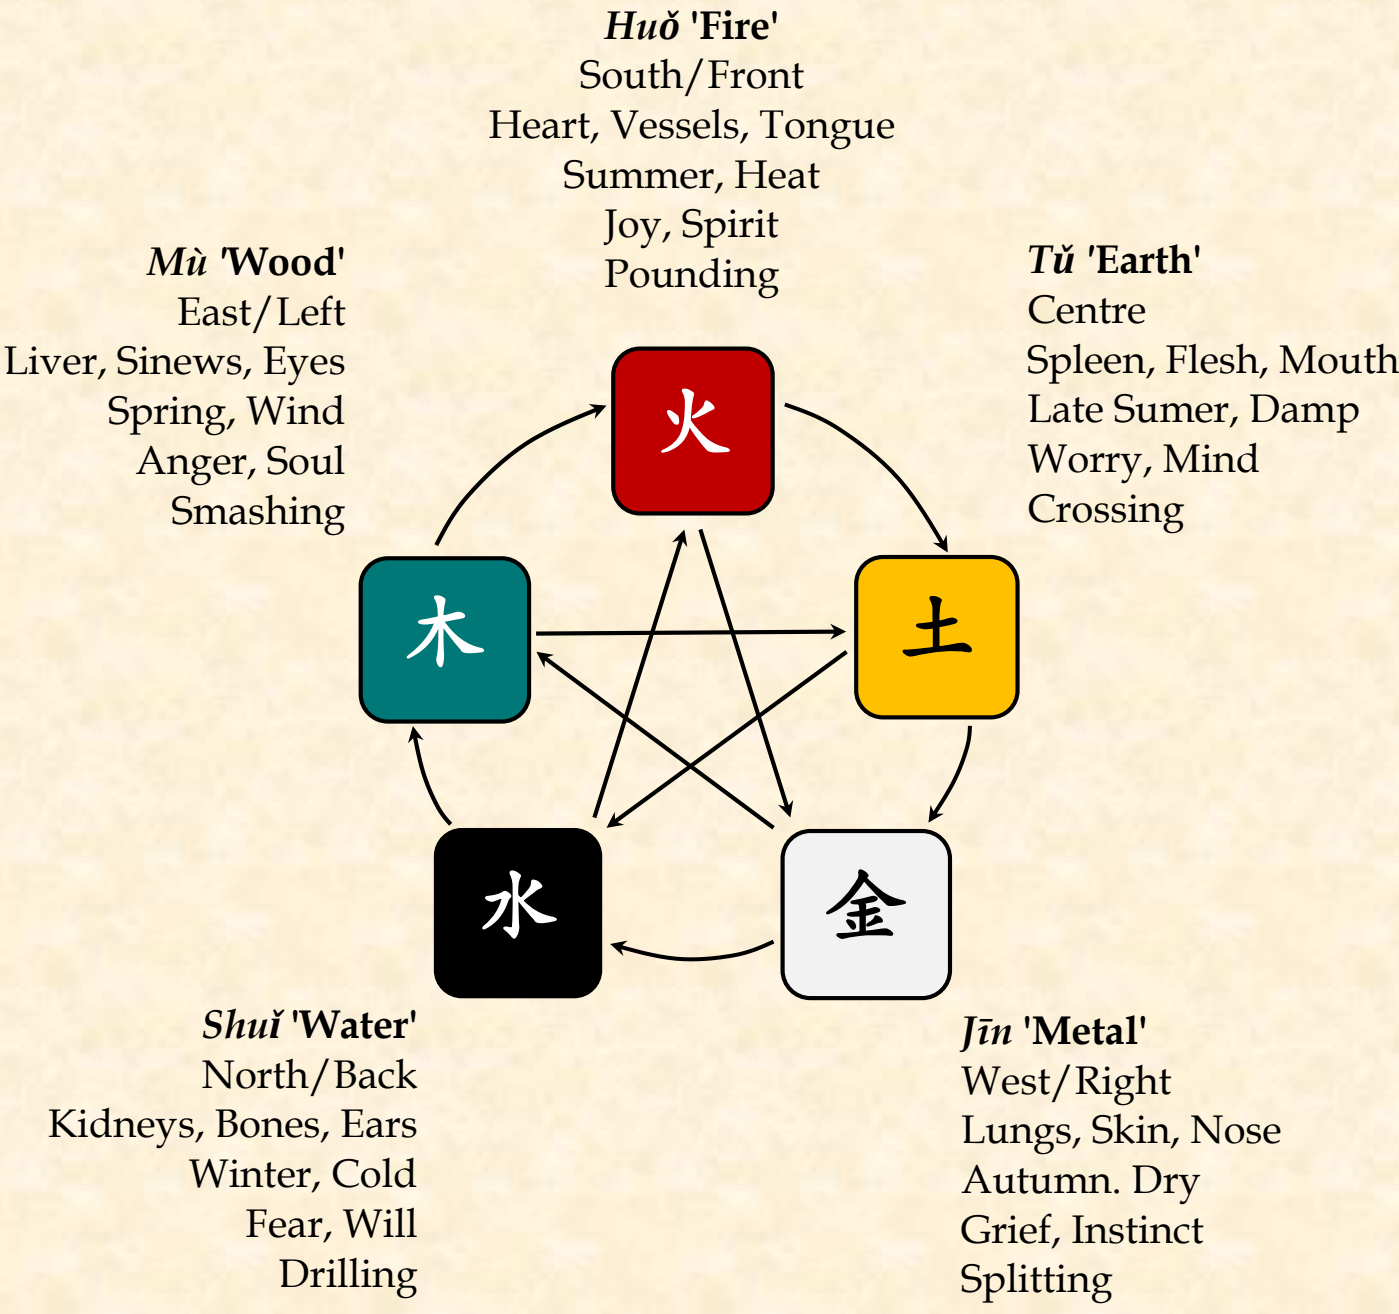 Huǒ 'Fire'
South/Front
Heart, Vessels, Tongue
Summer, Heat
Joy, Spirit
Pounding
Mù 'Wood'
East/Left
Liver, Sinews, Eyes
Spring, Wind
Anger, Soul
Smashing
Tǔ 'Earth'
Centre
Spleen, Flesh, Mouth
Late Sumer, Damp
Worry, Mind
Crossing
火
木
土
水
金
Shuǐ 'Water'
North/Back
Kidneys, Bones, Ears
Winter, Cold
Fear, Will
Drilling
Jīn 'Metal'
West/Right
Lungs, Skin, Nose
Autumn. Dry
Grief, Instinct
Splitting